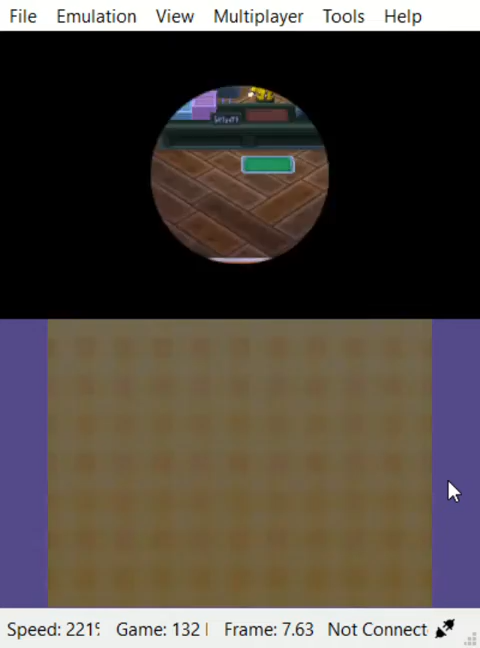 File Emulation View Multiplayer Tools Help
Speed: 221% Game: 132 Frame: 7.63 Not Connect